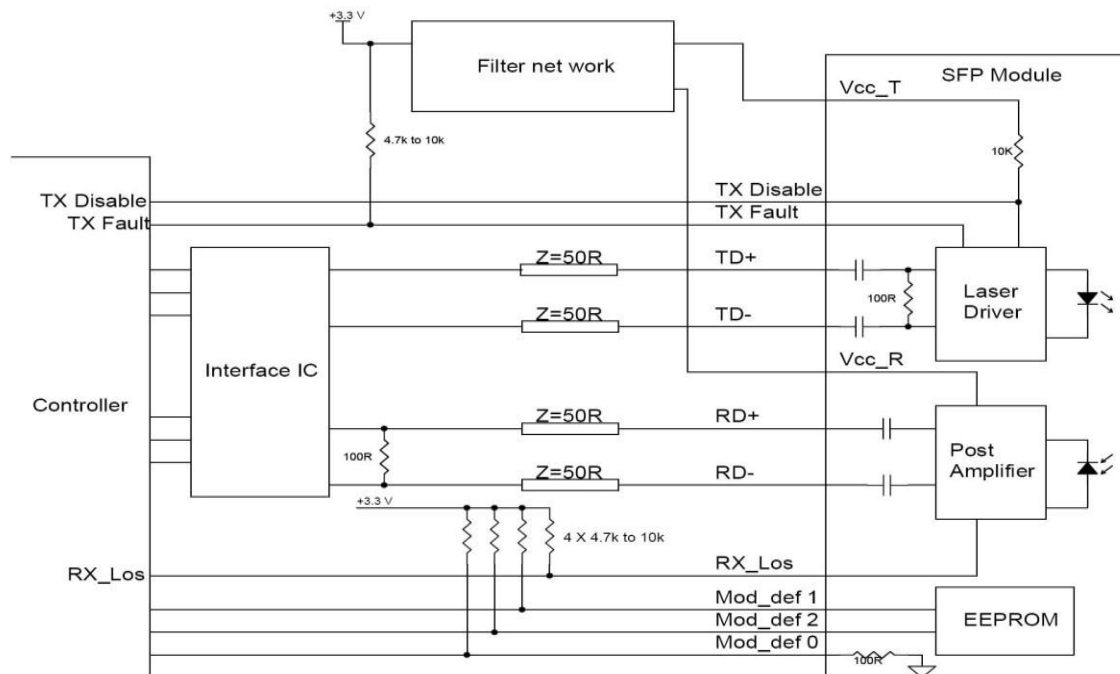 +3.3 V
Filter net work
SFP Module
Vcc_T
4.7k to 10k
10K
TX Disable
TX Disable
TX Fault
TX Fault
Z=50R
TD+
100R
Laser
Driver
Z=50R
TD-
Interface IC
Vcc_R
Controller
Z=50R
RD+
100R
Post
Amplifier
Z=50R
RD-
+3.3 V
4 X 4.7k to 10k
RX_Los
RX_Los
Mod_def 1
Mod_def 2
EEPROM
Mod_def 0
100R